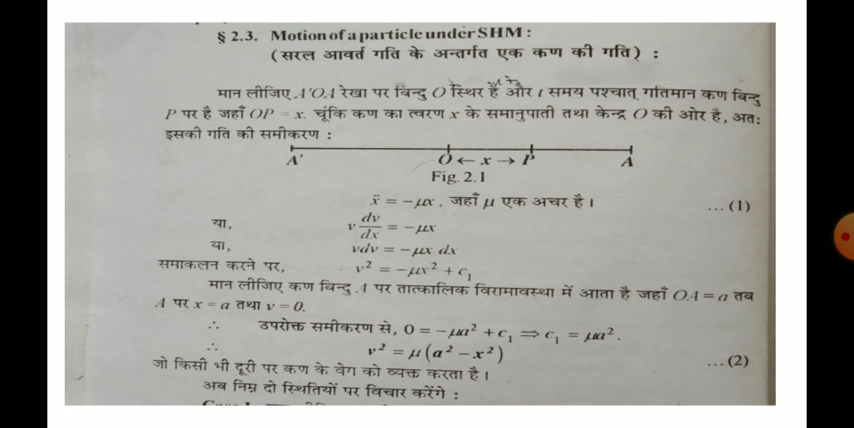 § 2.3. Motion of a particle under SHM :
(सरल आवर्त गति के अन्तर्गत एक कण की गति) :
मान लीजिए A'OA रेखा पर बिन्दु O स्थिर है और t समय पश्चात् गतिमान कण बिन्दु
P पर है जहाँ OP = x. चूंकि कण का त्वरण x के समानुपाती तथा केन्द्र O की ओर है, अतः
इसकी गति की समीकरण :
A' O ← x → P A
Fig. 2.1
ẍ = −μx, जहाँ μ एक अचर है। ...(1)
या, v dv/dx = −μx
या, vdv = −μx dx
समाकलन करने पर, v² = −μx² + c₁
मान लीजिए कण बिन्दु A पर तात्कालिक विरामावस्था में आता है जहाँ OA = a तब
A पर x = a तथा v = 0.
∴ उपरोक्त समीकरण से, 0 = −μa² + c₁ ⇒ c₁ = μa².
∴ v² = μ(a² − x²) ...(2)
जो किसी भी दूरी पर कण के वेग को व्यक्त करता है।
अब निम्न दो स्थितियों पर विचार करेंगे :